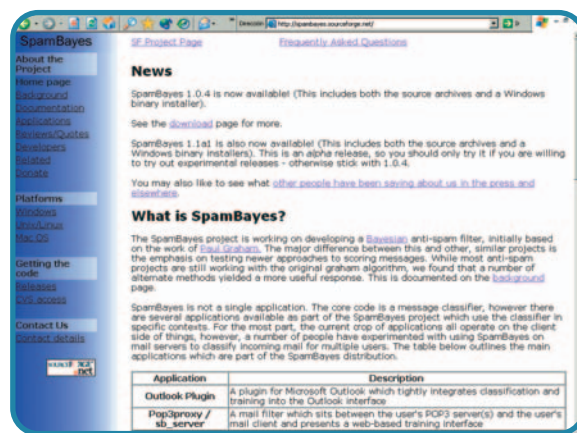 Dirección http://spambayes.sourceforge.net/
SpamBayes
About the
Project
Home page
Background
Documentation
Applications
Reviews/Quotes
Developers
Related
Donate
Platforms
Windows
Unix/Linux
Mac OS
Getting the
code
Releases
CVS access
Contact Us
Contact details
.net
SF Project Page
Frequently Asked Questions
News
SpamBayes 1.0.4 is now available! (This includes both the source archives and a Windows
binary installer).
See the download page for more.
SpamBayes 1.1a1 is also now available! (This includes both the source archives and a
Windows binary installers). This is an alpha release, so you should only try it if you are willing
to try out experimental releases - otherwise stick with 1.0.4.
You may also like to see what other people have been saying about us in the press and
elsewhere.
What is SpamBayes?
The SpamBayes project is working on developing a Bayesian anti-spam filter, initially based
on the work of Paul Graham. The major difference between this and other, similar projects is
the emphasis on testing newer approaches to scoring messages. While most anti-spam
projects are still working with the original graham algorithm, we found that a number of
alternate methods yielded a more useful response. This is documented on the background
page.
SpamBayes is not a single application. The core code is a message classifier, however there
are several applications available as part of the SpamBayes project which use the classifier in
specific contexts. For the most part, the current crop of applications all operate on the client
side of things, however, a number of people have experimented with using SpamBayes on
mail servers to classify incoming mail for multiple users. The table below outlines the main
applications which are part of the SpamBayes distribution.
Application Description
Outlook Plugin A plugin for Microsoft Outlook which tightly integrates classification and
training into the Outlook interface
Pop3proxy / A mail filter which sits between the user's POP3 server(s) and the user's
sb_server mail client and presents a web-based training interface